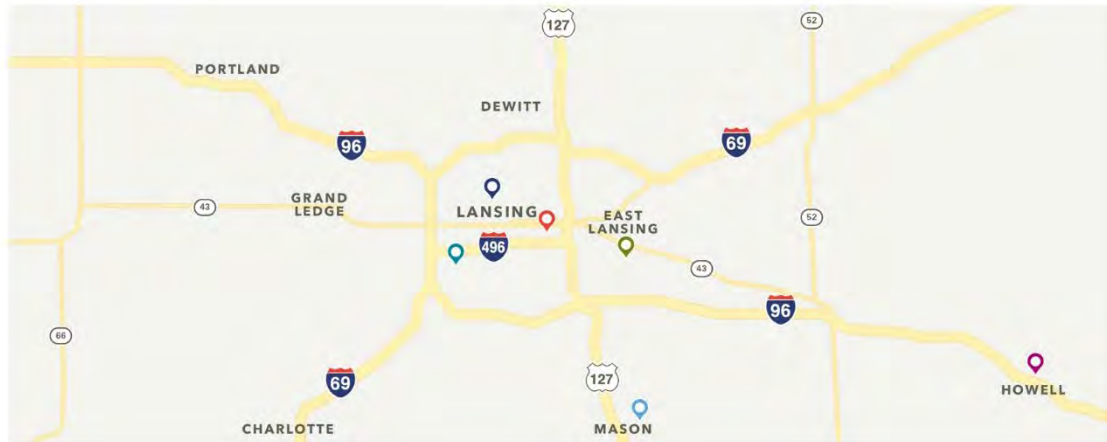 52
127
PORTLAND
DEWITT
96
69
GRAND
LEDGE
43
LANSING
EAST
LANSING
52
496
43
96
66
69
127
HOWELL
CHARLOTTE
MASON